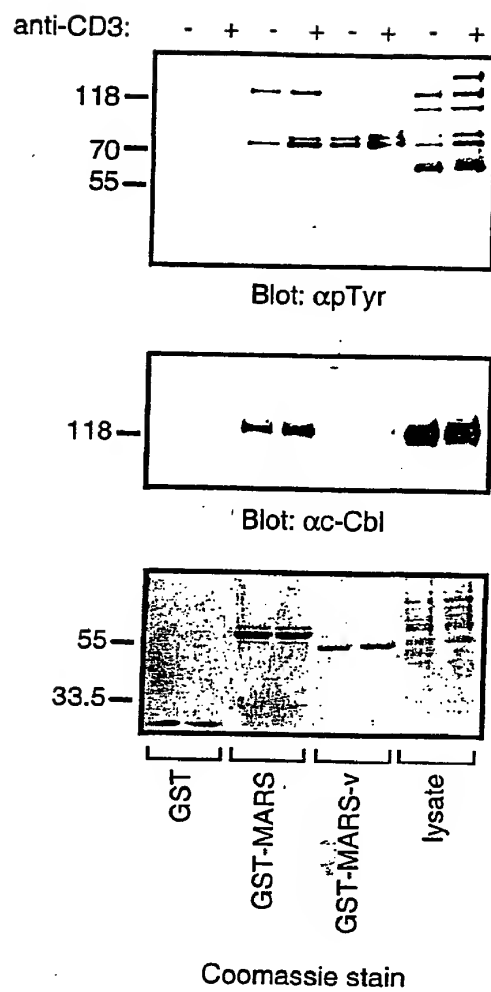 anti-CD3: - + - + - + - +
118
70
55
Blot: αpTyr
118
Blot: αc-Cbl
55
33.5
GST
GST-MARS
GST-MARS-v
lysate
Coomassie stain